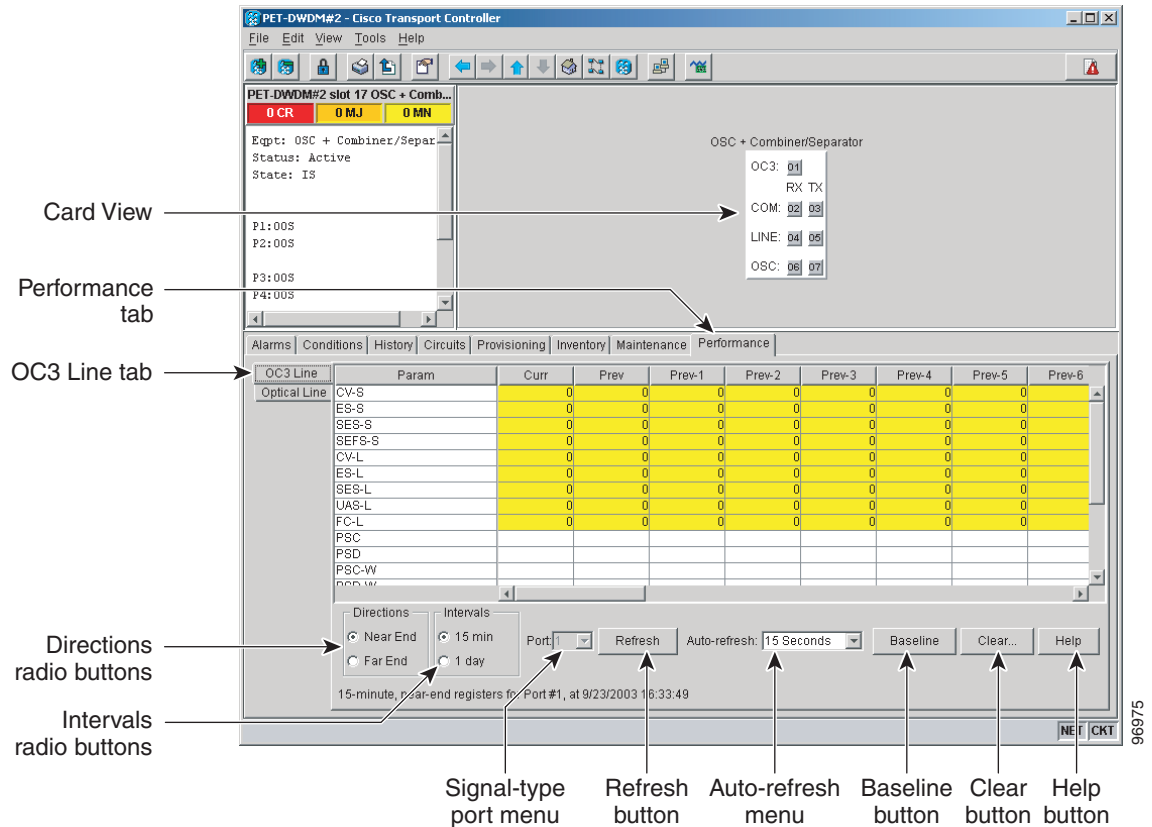 PET-DWDM#2 - Cisco Transport Controller
File Edit View Tools Help
PET-DWDM#2 slot 17 OSC + Comb...
0 CR 0 MJ 0 MN
Eqpt: OSC + Combiner/Separ
Status: Active
State: IS
P1:OOS
P2:OOS
P3:OOS
P4:OOS
OSC + Combiner/Separator
OC3: 01
RX TX
COM: 02 03
LINE: 04 05
OSC: 06 07
Card View
Performance
tab
OC3 Line tab
Alarms Conditions History Circuits Provisioning Inventory Maintenance Performance
OC3 Line
Optical Line
Param Curr Prev Prev-1 Prev-2 Prev-3 Prev-4 Prev-5 Prev-6
CV-S 0 0 0 0 0 0 0
ES-S 0 0 0 0 0 0 0
SES-S 0 0 0 0 0 0 0
SEFS-S 0 0 0 0 0 0 0
CV-L 0 0 0 0 0 0 0
ES-L 0 0 0 0 0 0 0
SES-L 0 0 0 0 0 0 0
UAS-L 0 0 0 0 0 0 0
FC-L 0 0 0 0 0 0 0
PSC
PSD
PSC-W
PSD-W
Directions Intervals
Near End 15 min Port: 1 Refresh Auto-refresh: 15 Seconds Baseline Clear... Help
Far End 1 day
15-minute, near-end registers for Port #1, at 9/23/2003 16:33:49
NET CKT
Directions
radio buttons
Intervals
radio buttons
Signal-type
port menu
Refresh
button
Auto-refresh
menu
Baseline
button
Clear
button
Help
button
96975